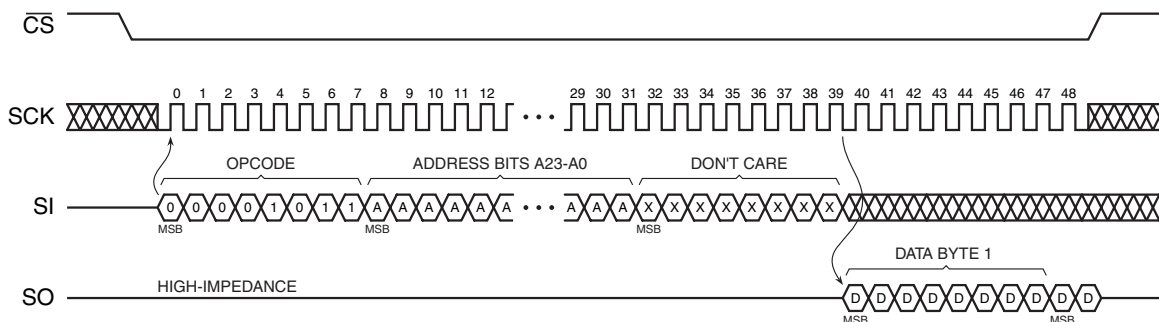 CS
0 1 2 3 4 5 6 7 8 9 10 11 12 29 30 31 32 33 34 35 36 37 38 39 40 41 42 43 44 45 46 47 48
SCK
OPCODE ADDRESS BITS A23-A0 DON'T CARE
SI 0 0 0 0 1 0 1 1 A A A A A A A A A X X X X X X X X
MSB MSB MSB
DATA BYTE 1
HIGH-IMPEDANCE
SO D D D D D D D D D D
MSB MSB